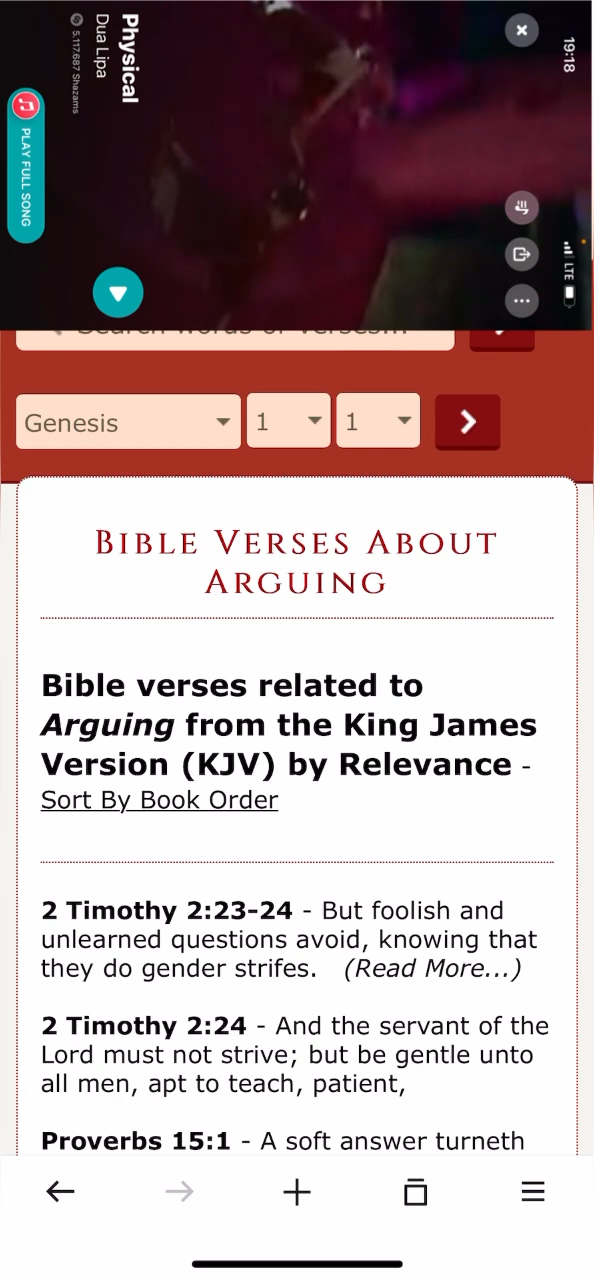 19:18
LTE
Physical
Dua Lipa
5,117,687 Shazams
PLAY FULL SONG
Search words or verses...
Genesis
1
1
BIBLE VERSES ABOUT
ARGUING
Bible verses related to
Arguing from the King James
Version (KJV) by Relevance -
Sort By Book Order
2 Timothy 2:23-24 - But foolish and
unlearned questions avoid, knowing that
they do gender strifes. (Read More...)
2 Timothy 2:24 - And the servant of the
Lord must not strive; but be gentle unto
all men, apt to teach, patient,
Proverbs 15:1 - A soft answer turneth